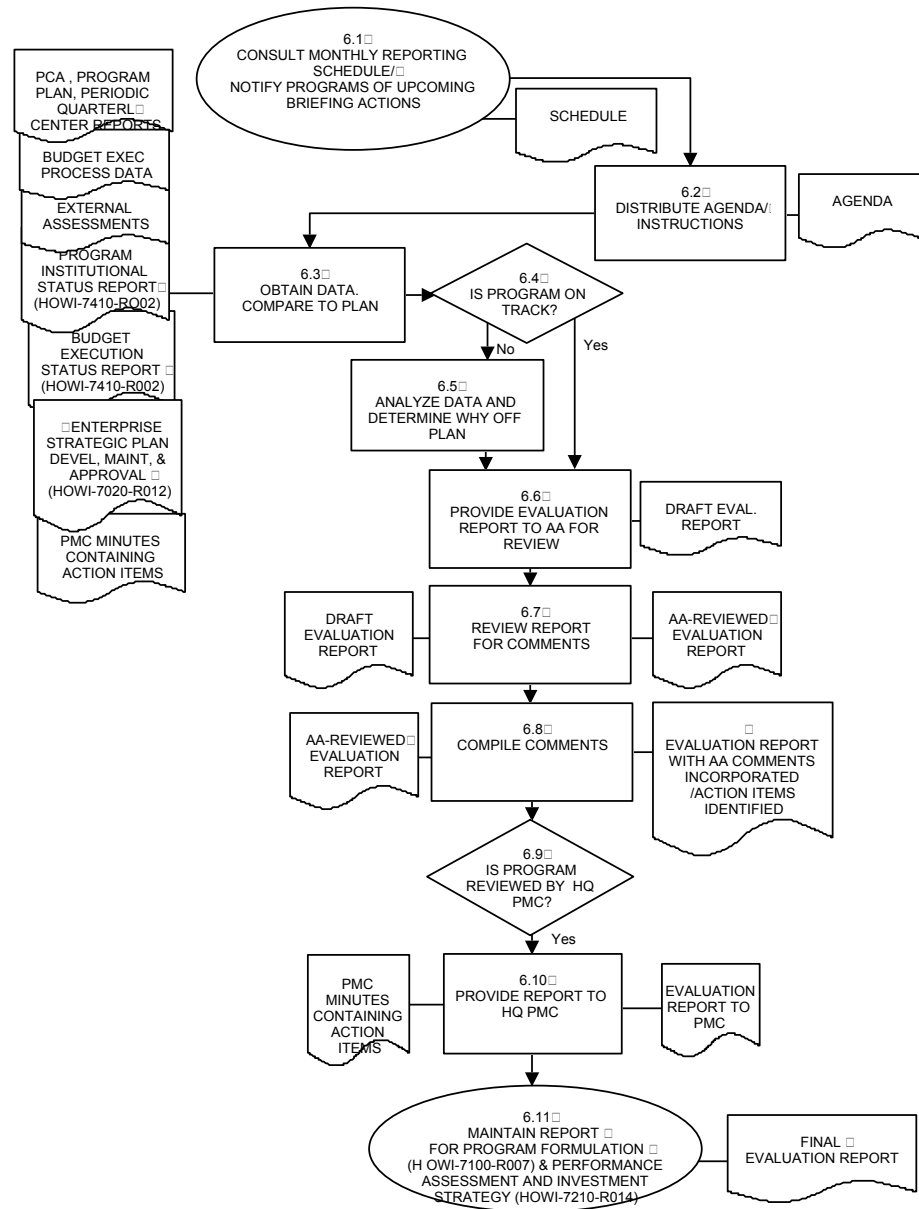 6.1
CONSULT MONTHLY REPORTING
SCHEDULE/
NOTIFY PROGRAMS OF UPCOMING
BRIEFING ACTIONS
SCHEDULE
PCA , PROGRAM
PLAN, PERIODIC
QUARTERL
CENTER REPORTS
BUDGET EXEC
PROCESS DATA
EXTERNAL
ASSESSMENTS
PROGRAM
INSTITUTIONAL
STATUS REPORT
(HOWI-7410-RO02)
BUDGET
EXECUTION
STATUS REPORT
(HOWI-7410-R002)
ENTERPRISE
STRATEGIC PLAN
DEVEL, MAINT, &
APPROVAL
(HOWI-7020-R012)
PMC MINUTES
CONTAINING
ACTION ITEMS
6.2
DISTRIBUTE AGENDA/
INSTRUCTIONS
AGENDA
6.3
OBTAIN DATA.
COMPARE TO PLAN
6.4
IS PROGRAM ON
TRACK?
No
Yes
6.5
ANALYZE DATA AND
DETERMINE WHY OFF
PLAN
6.6
PROVIDE EVALUATION
REPORT TO AA FOR
REVIEW
DRAFT EVAL.
REPORT
DRAFT
EVALUATION
REPORT
6.7
REVIEW REPORT
FOR COMMENTS
AA-REVIEWED
EVALUATION
REPORT
AA-REVIEWED
EVALUATION
REPORT
6.8
COMPILE COMMENTS
EVALUATION REPORT
WITH AA COMMENTS
INCORPORATED
/ACTION ITEMS
IDENTIFIED
6.9
IS PROGRAM
REVIEWED BY HQ
PMC?
Yes
PMC
MINUTES
CONTAINING
ACTION
ITEMS
6.10
PROVIDE REPORT TO
HQ PMC
EVALUATION
REPORT TO
PMC
6.11
MAINTAIN REPORT
FOR PROGRAM FORMULATION
(H OWI-7100-R007) & PERFORMANCE
ASSESSMENT AND INVESTMENT
STRATEGY (HOWI-7210-R014)
FINAL
EVALUATION REPORT